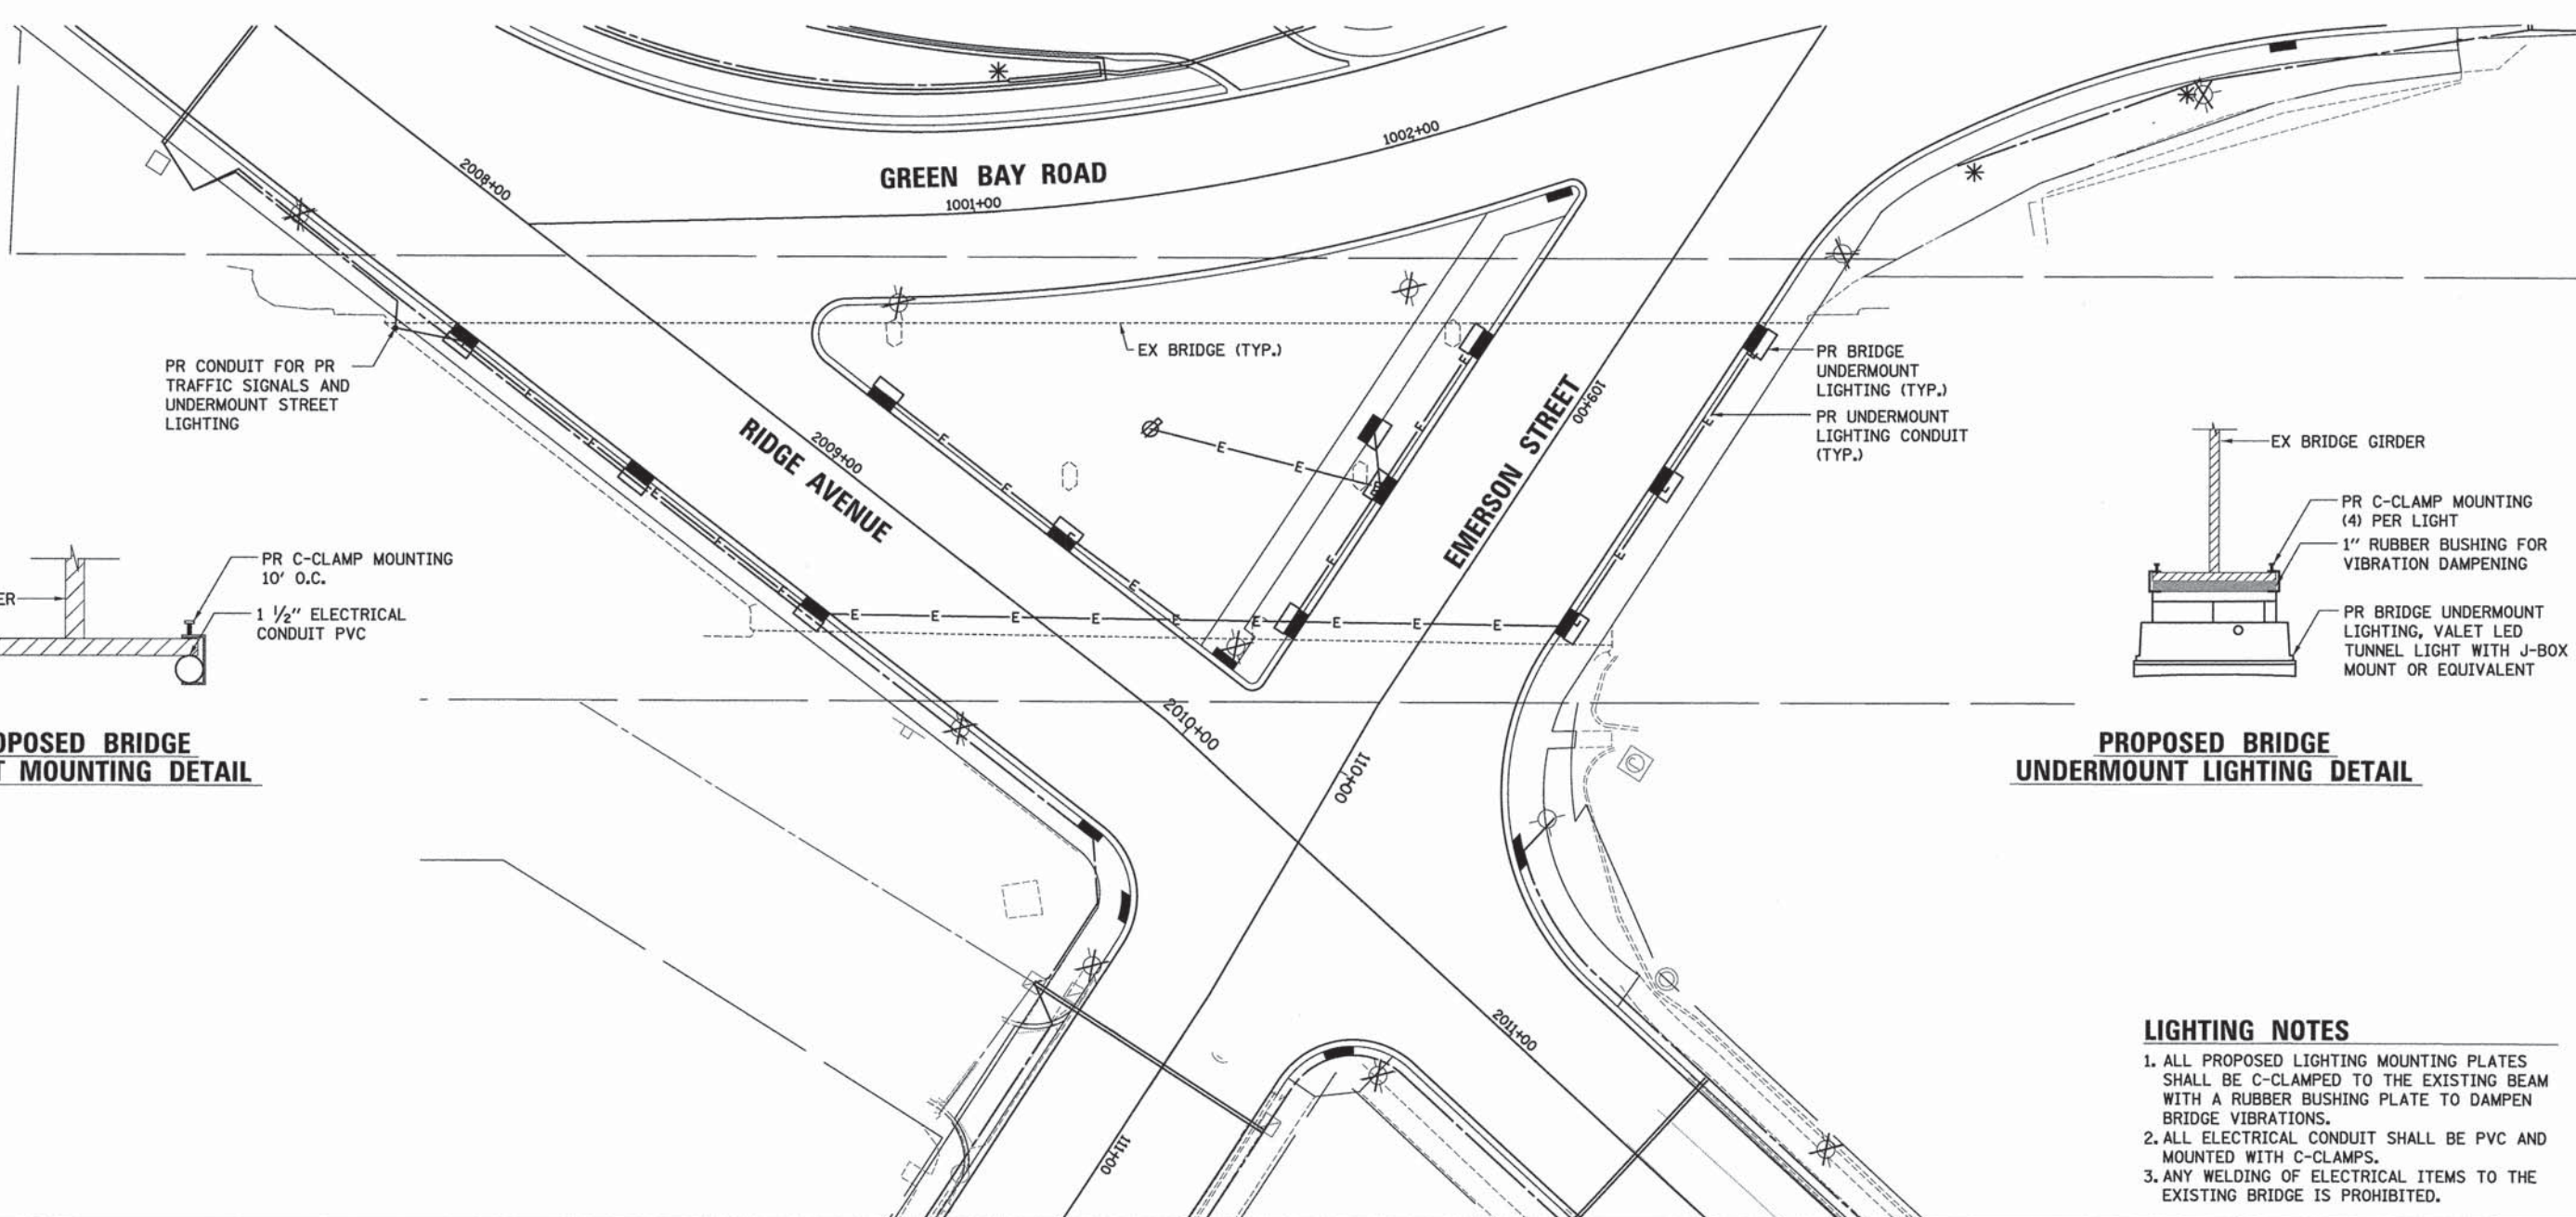 GREEN BAY ROAD
2008+00
1001+00
1002+00
EX BRIDGE (TYP.)
PR CONDUIT FOR PR
TRAFFIC SIGNALS AND
UNDERMOUNT STREET
LIGHTING
RIDGE AVENUE
2009+00
EMERSON STREET
109+00
PR BRIDGE
UNDERMOUNT
LIGHTING (TYP.)
PR UNDERMOUNT
LIGHTING CONDUIT
(TYP.)
E E E E E E E E E
E E
2010+00
110+00
2011+00
111+00
ER
PR C-CLAMP MOUNTING
10' O.C.
1 1/2" ELECTRICAL
CONDUIT PVC
OPOSED BRIDGE
T MOUNTING DETAIL
EX BRIDGE GIRDER
PR C-CLAMP MOUNTING
(4) PER LIGHT
1" RUBBER BUSHING FOR
VIBRATION DAMPENING
PR BRIDGE UNDERMOUNT
LIGHTING, VALET LED
TUNNEL LIGHT WITH J-BOX
MOUNT OR EQUIVALENT
PROPOSED BRIDGE
UNDERMOUNT LIGHTING DETAIL
LIGHTING NOTES
1. ALL PROPOSED LIGHTING MOUNTING PLATES
SHALL BE C-CLAMPED TO THE EXISTING BEAM
WITH A RUBBER BUSHING PLATE TO DAMPEN
BRIDGE VIBRATIONS.
2. ALL ELECTRICAL CONDUIT SHALL BE PVC AND
MOUNTED WITH C-CLAMPS.
3. ANY WELDING OF ELECTRICAL ITEMS TO THE
EXISTING BRIDGE IS PROHIBITED.